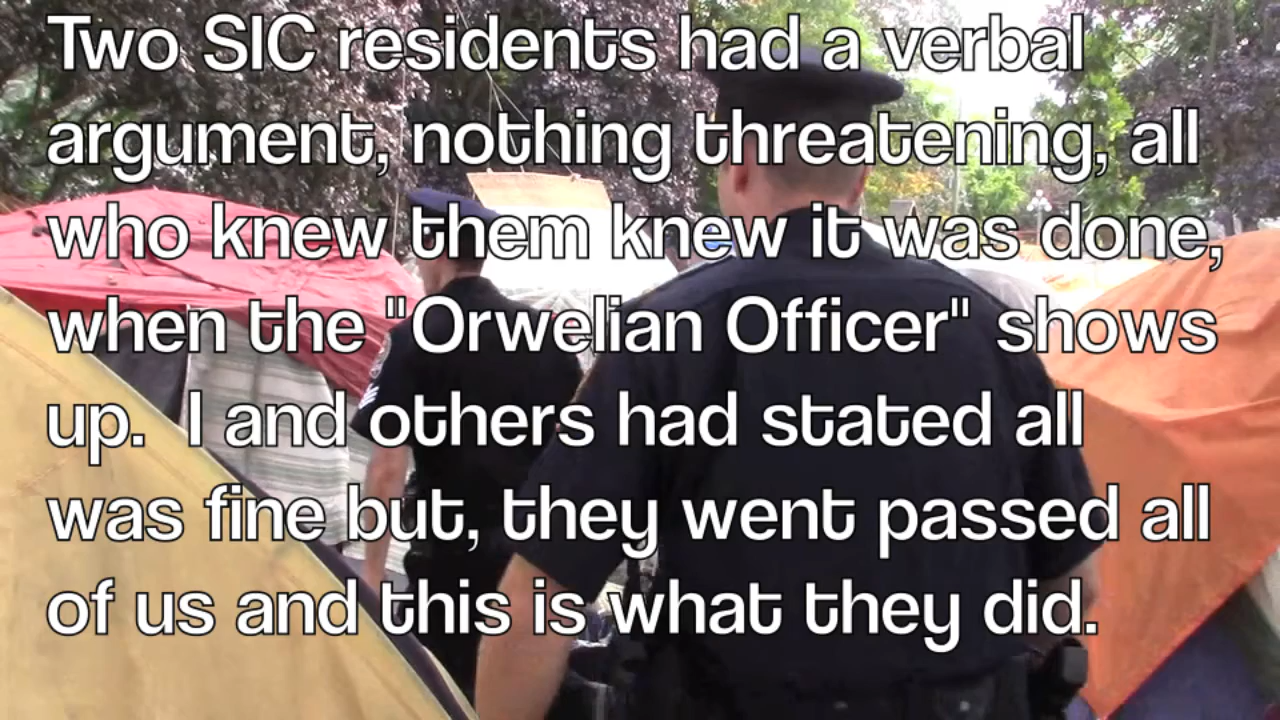 Two SIC residents had a verbal
argument, nothing threatening, all
who knew them knew it was done,
when the "Orwelian Officer" shows
up.  I and others had stated all
was fine but, they went passed all
of us and this is what they did.